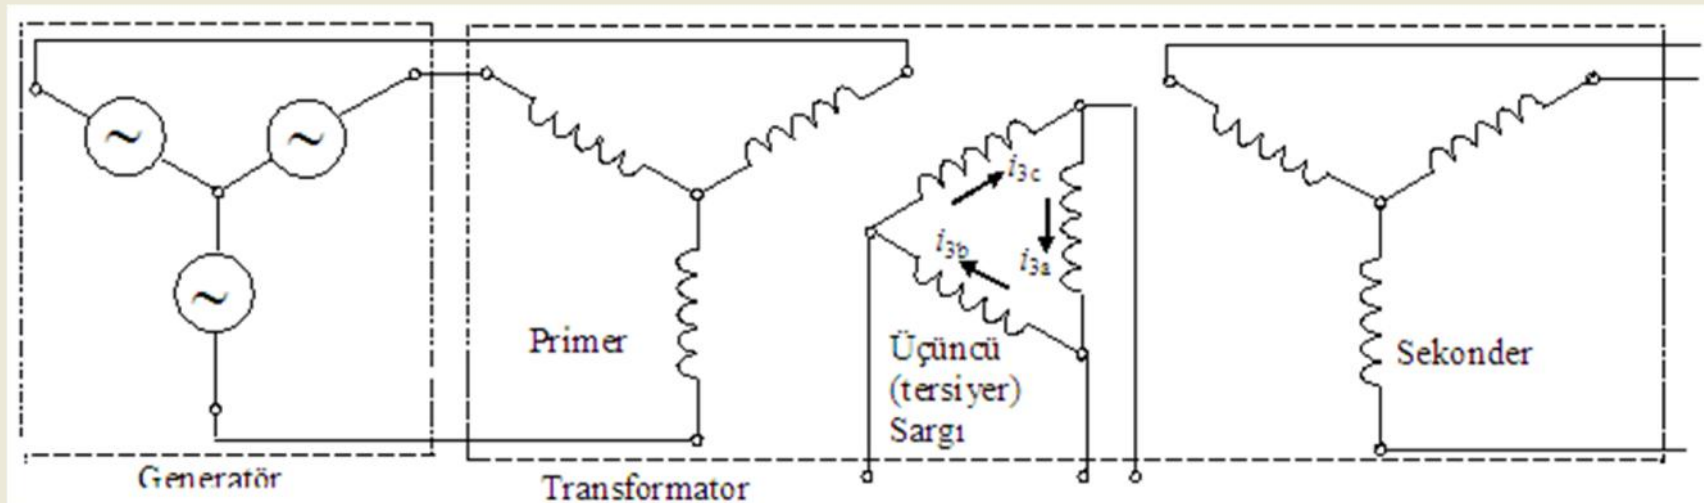 ~
~
i3c
i3b
i3a
~
Primer
Üçüncü
(tersiyer)
Sargı
Sekonder
Generatör
Transformator